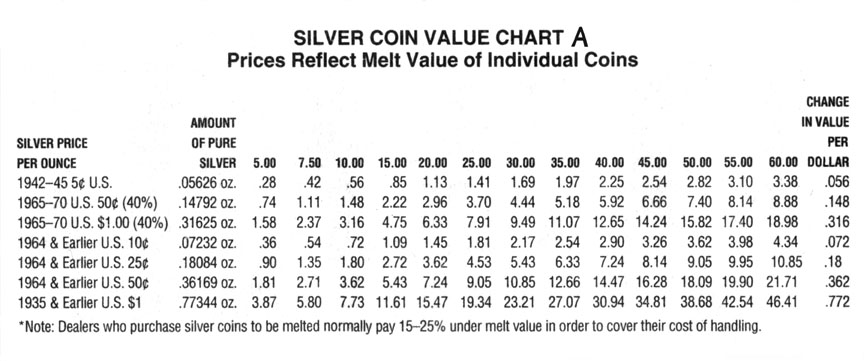 SILVER COIN VALUE CHART A
Prices Reflect Melt Value of Individual Coins
CHANGE
AMOUNT IN VALUE
SILVER PRICE OF PURE PER
PER OUNCE SILVER 5.00 7.50 10.00 15.00 20.00 25.00 30.00 35.00 40.00 45.00 50.00 55.00 60.00 DOLLAR
1942–45 5¢ U.S. .05626 oz. .28 .42 .56 .85 1.13 1.41 1.69 1.97 2.25 2.54 2.82 3.10 3.38 .056
1965–70 U.S. 50¢ (40%) .14792 oz. .74 1.11 1.48 2.22 2.96 3.70 4.44 5.18 5.92 6.66 7.40 8.14 8.88 .148
1965–70 U.S. $1.00 (40%) .31625 oz. 1.58 2.37 3.16 4.75 6.33 7.91 9.49 11.07 12.65 14.24 15.82 17.40 18.98 .316
1964 & Earlier U.S. 10¢ .07232 oz. .36 .54 .72 1.09 1.45 1.81 2.17 2.54 2.90 3.26 3.62 3.98 4.34 .072
1964 & Earlier U.S. 25¢ .18084 oz. .90 1.35 1.80 2.72 3.62 4.53 5.43 6.33 7.24 8.14 9.05 9.95 10.85 .18
1964 & Earlier U.S. 50¢ .36169 oz. 1.81 2.71 3.62 5.43 7.24 9.05 10.85 12.66 14.47 16.28 18.09 19.90 21.71 .362
1935 & Earlier U.S. $1 .77344 oz. 3.87 5.80 7.73 11.61 15.47 19.34 23.21 27.07 30.94 34.81 38.68 42.54 46.41 .772
*Note: Dealers who purchase silver coins to be melted normally pay 15–25% under melt value in order to cover their cost of handling.